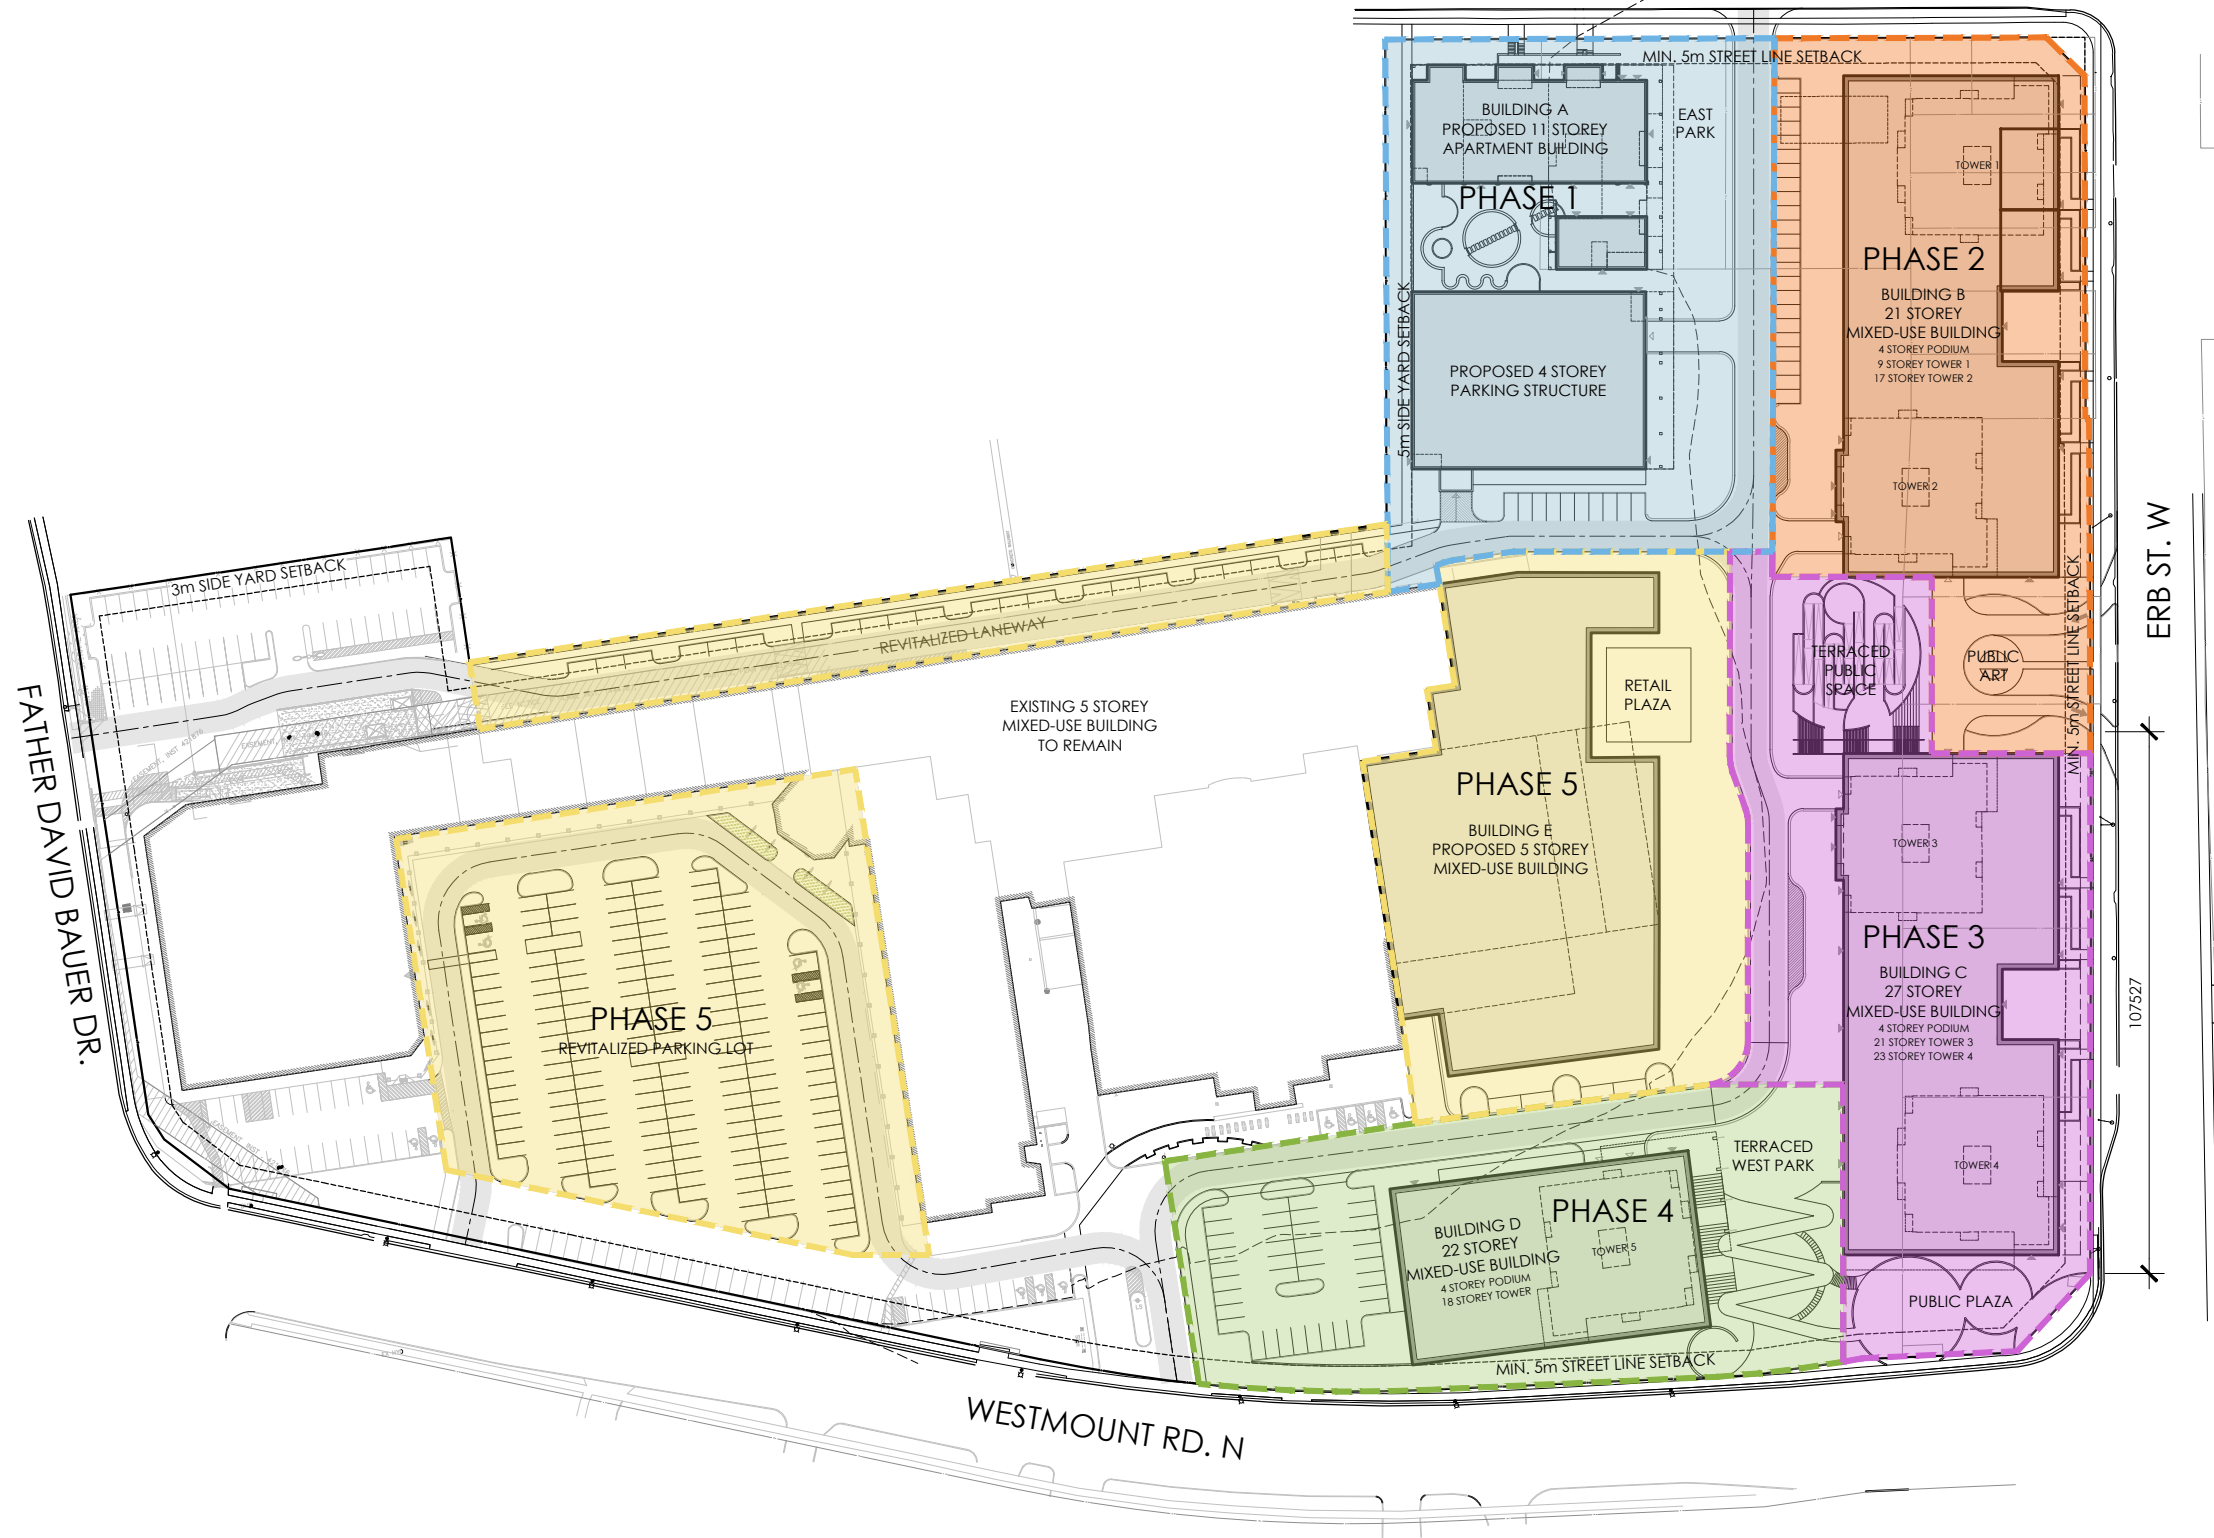 MIN. 5m STREET LINE SETBACK
BUILDING A
PROPOSED 11 STOREY
APARTMENT BUILDING
EAST
PARK
PHASE 1
5m SIDE YARD SETBACK
PROPOSED 4 STOREY
PARKING STRUCTURE
TOWER 1
PHASE 2
BUILDING B
21 STOREY
MIXED-USE BUILDING
4 STOREY PODIUM
9 STOREY TOWER 1
17 STOREY TOWER 2
TOWER 2
ERB ST. W
MIN. 5m STREET LINE SETBACK
PUBLIC
ART
TERRACED
PUBLIC
SPACE
3m SIDE YARD SETBACK
REVITALIZED LANEWAY
EXISTING 5 STOREY
MIXED-USE BUILDING
TO REMAIN
RETAIL
PLAZA
PHASE 5
BUILDING E
PROPOSED 5 STOREY
MIXED-USE BUILDING
TOWER 3
PHASE 3
BUILDING C
27 STOREY
MIXED-USE BUILDING
4 STOREY PODIUM
21 STOREY TOWER 3
23 STOREY TOWER 4
107527
TOWER 4
PUBLIC PLAZA
FATHER DAVID BAUER DR.
PHASE 5
REVITALIZED PARKING LOT
TERRACED
WEST PARK
PHASE 4
BUILDING D
22 STOREY
MIXED-USE BUILDING
4 STOREY PODIUM
18 STOREY TOWER
TOWER 5
MIN. 5m STREET LINE SETBACK
WESTMOUNT RD. N